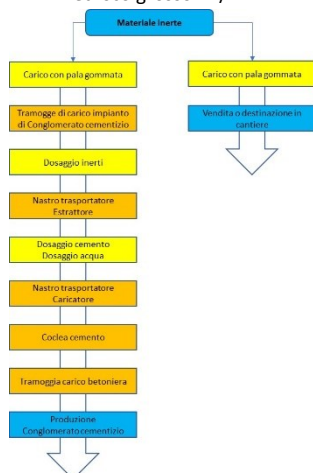 Materiale Inerte
Carico con pala gommata
Carico con pala gommata
Tramogge di carico impianto
di Conglomerato cementizio
Vendita o destinazione in
cantiere
Dosaggio inerti
Nastro trasportatore
Estrattore
Dosaggio cemento
Dosaggio acqua
Nastro trasportatore
Caricatore
Coclea cemento
Tramoggia carico betoniera
Produzione
Conglomerato cementizio